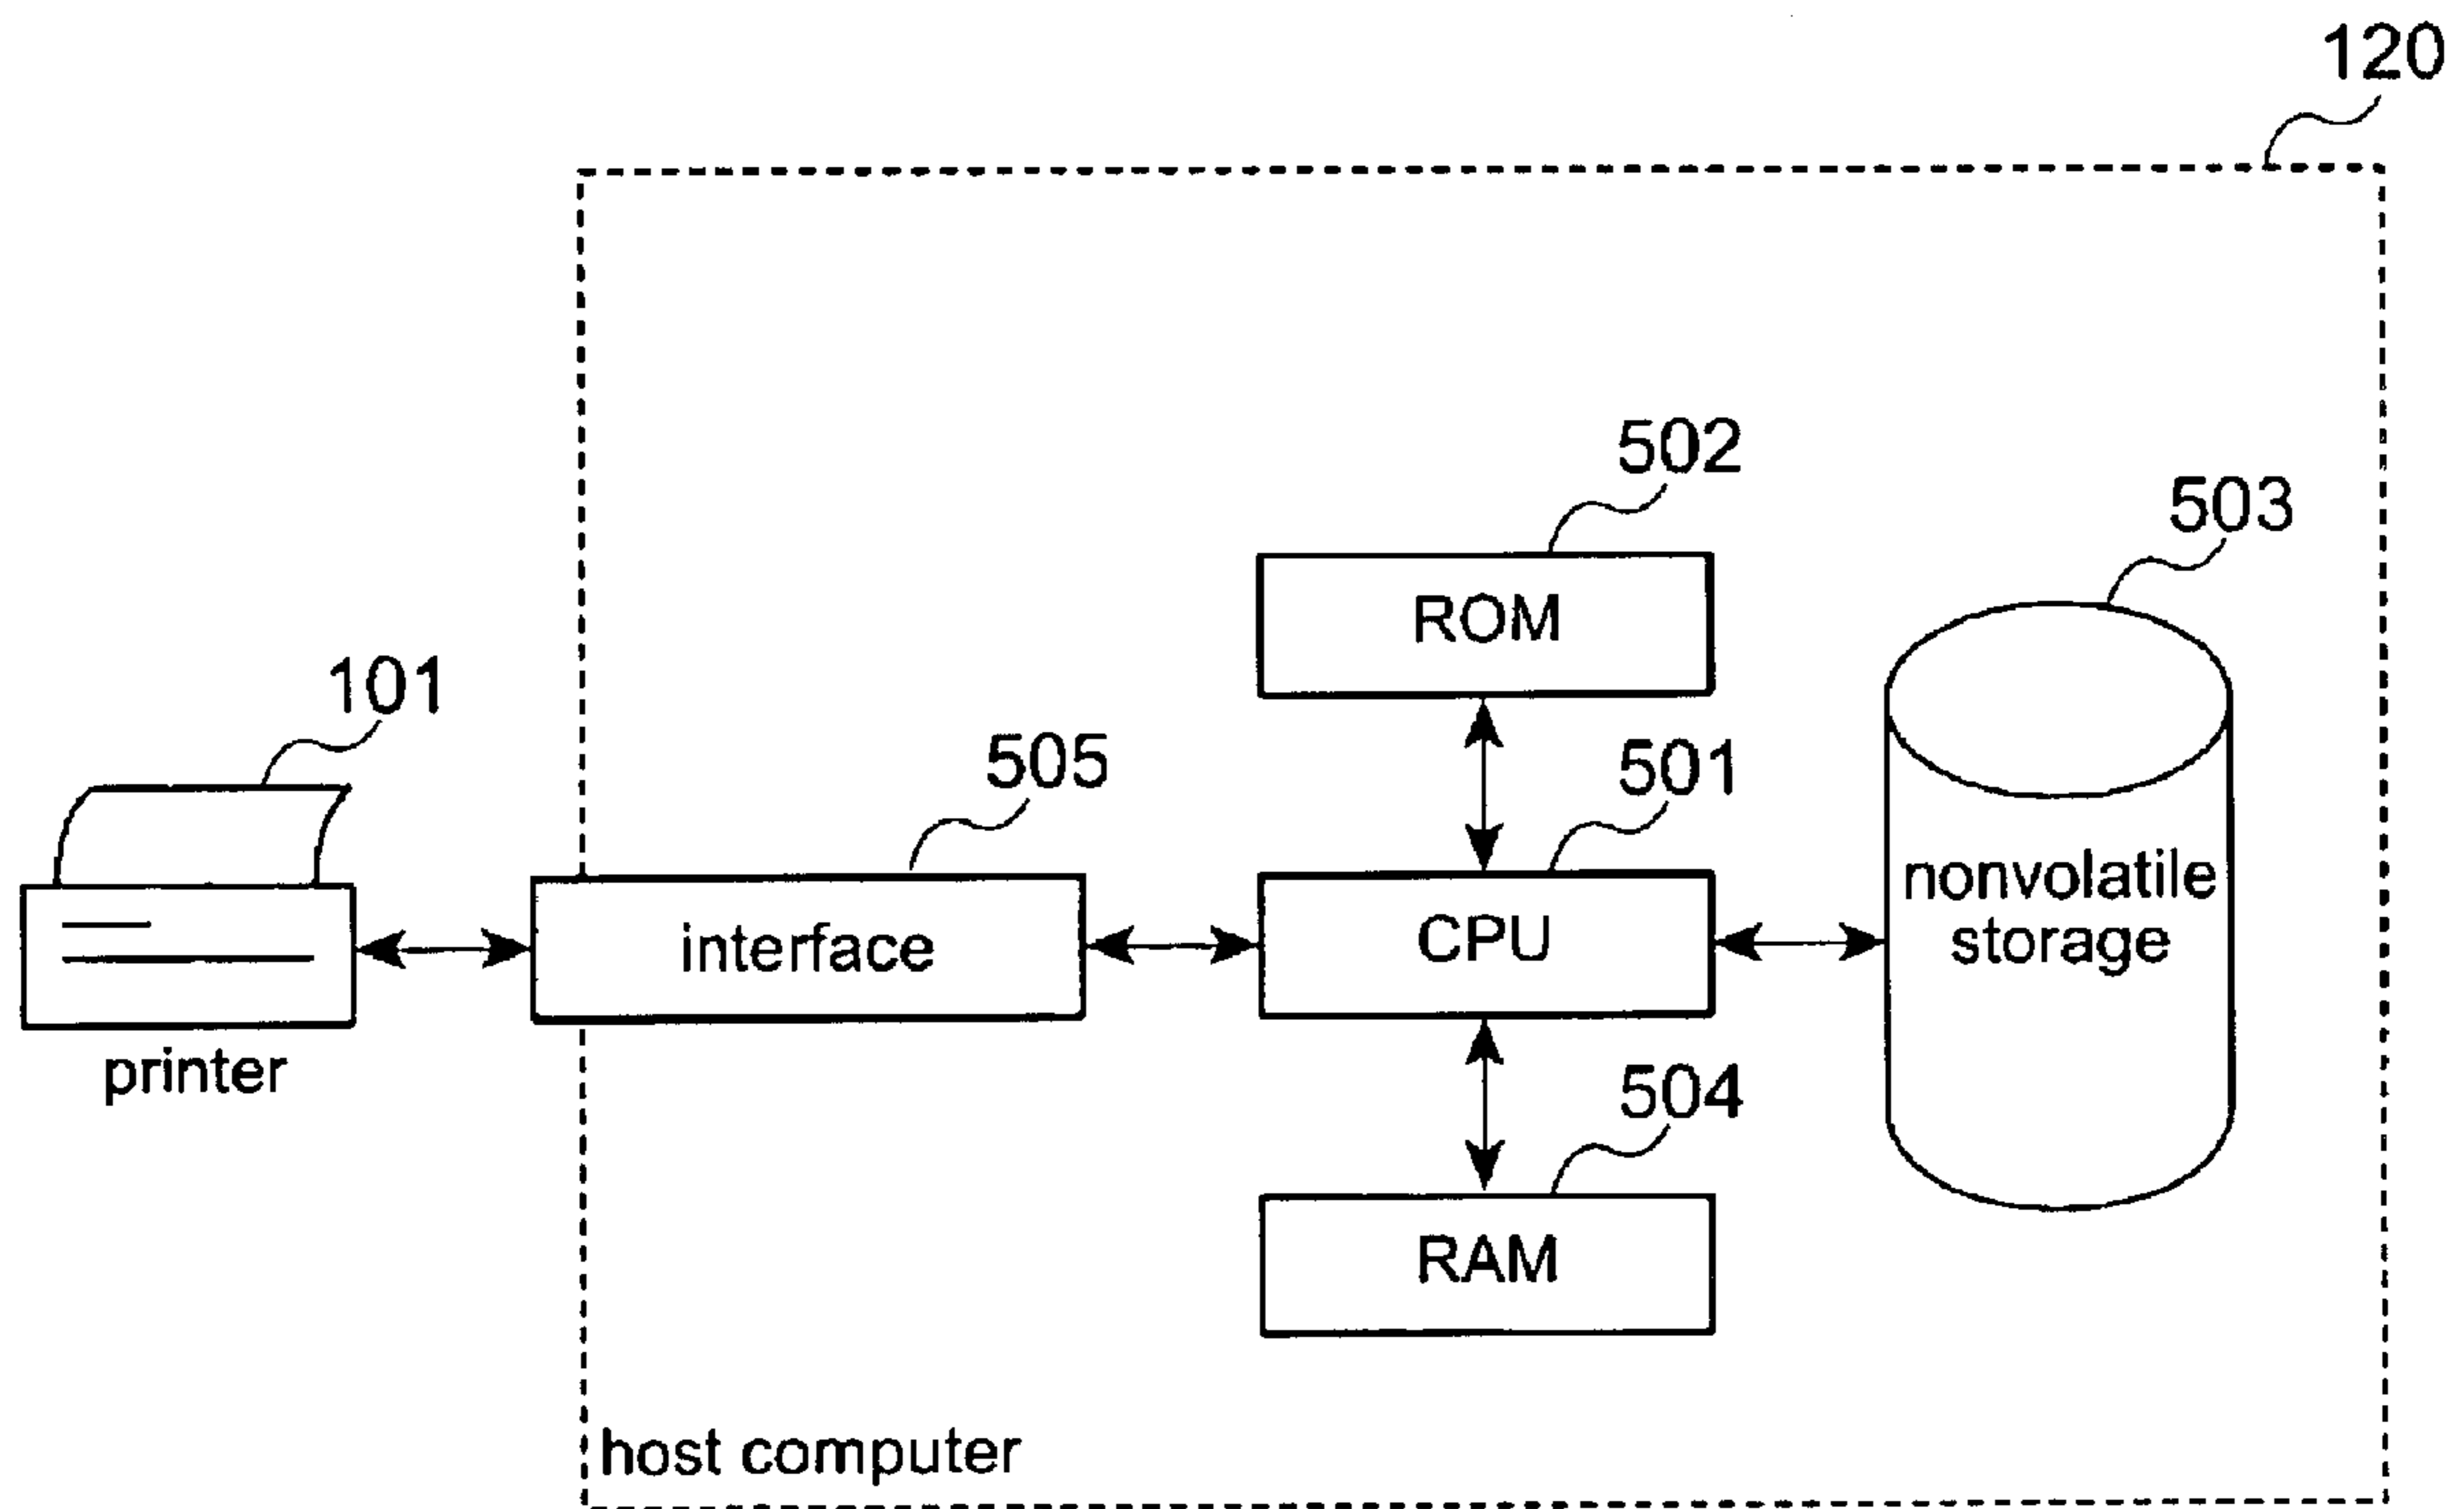 120
502
503
ROM
101
505
501
nonvolatile
storage
interface
CPU
printer
504
RAM
host computer